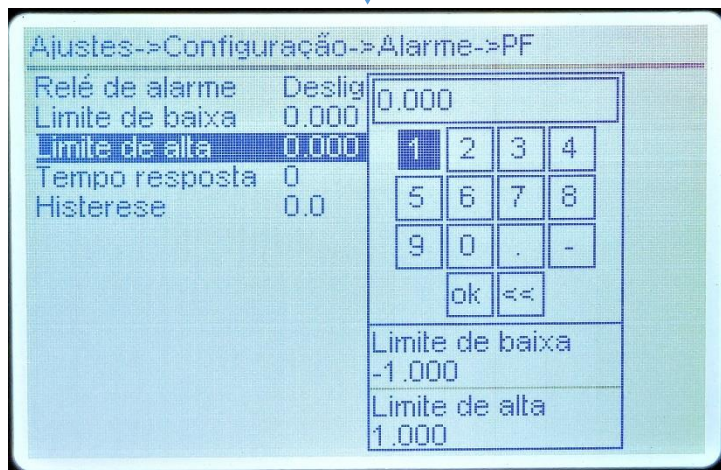 Ajustes->Configuração->Alarme->PF
Relé de alarme Deslig
Limite de baixa 0.000
Limite de alta 0.000
Tempo resposta 0
Histerese 0.0
0.000
1 2 3 4
5 6 7 8
9 0 . -
ok <<
Limite de baixa
-1.000
Limite de alta
1.000